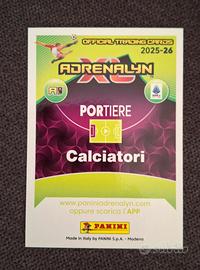 OFFICIAL TRADING CARDS
2025-26
ADRENALYN
XL
PORTIERE
Calciatori
www.paniniadrenalyn.com
oppure scarica l'APP
PANINI
Made in Italy by PANINI S.p.A. - Modena